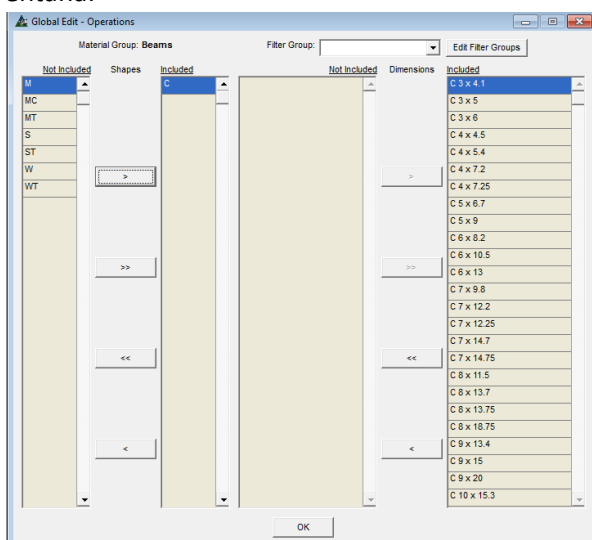 Global Edit - Operations
Material Group: Beams
Filter Group:
Edit Filter Groups
Not Included
Shapes
Included
Not Included
Dimensions
Included
M
MC
MT
S
ST
W
WT
>
>>
<<
<
C
>
>>
<<
<
C 3 x 4.1
C 3 x 5
C 3 x 6
C 4 x 4.5
C 4 x 5.4
C 4 x 7.2
C 4 x 7.25
C 5 x 6.7
C 5 x 9
C 6 x 8.2
C 6 x 10.5
C 6 x 13
C 7 x 9.8
C 7 x 12.2
C 7 x 12.25
C 7 x 14.7
C 7 x 14.75
C 8 x 11.5
C 8 x 13.7
C 8 x 13.75
C 8 x 18.75
C 9 x 13.4
C 9 x 15
C 9 x 20
C 10 x 15.3
OK